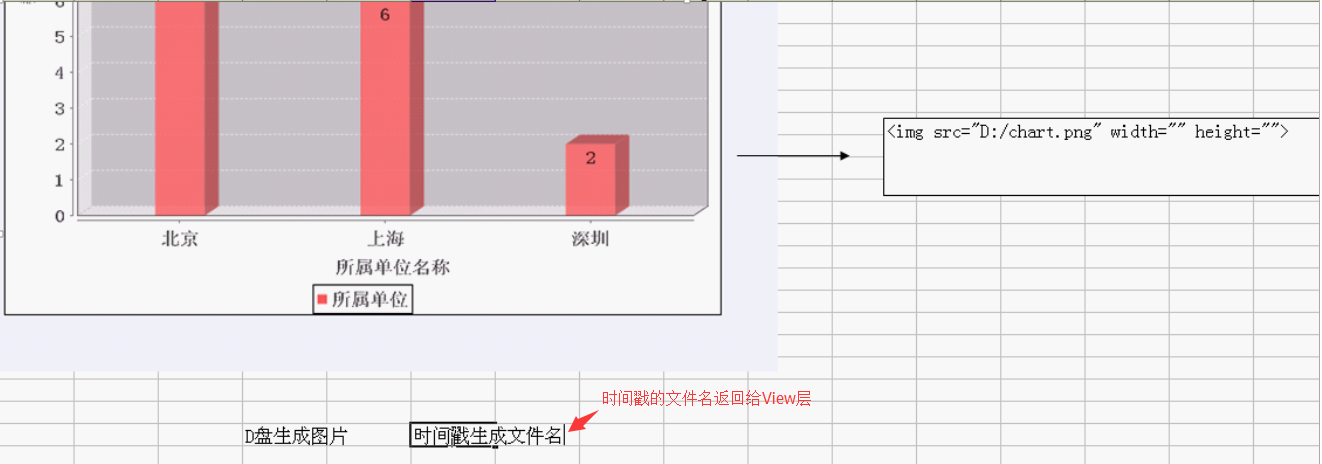 6
6
5
4
3
2
2
1
0
北京
上海
深圳
所属单位名称
所属单位
<img src="D:/chart.png" width="" height="">
时间戳的文件名返回给View层
D盘生成图片
时间戳生成文件名